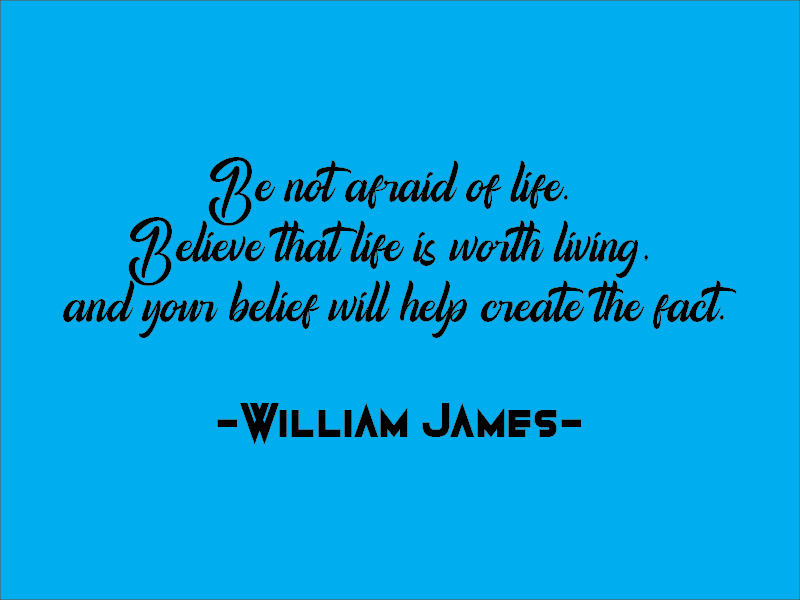 Be not afraid of life.
Believe that life is worth living.
and your belief will help create the fact.
-William James-